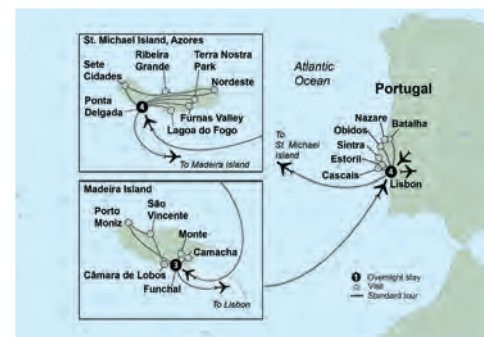 St. Michael Island, Azores
Sete
Cidades
Ribeira
Grande
Terra Nostra
Park
Nordeste
Ponta
Delgada
4
Furnas Valley
Lagoa do Fogo
To Madeira Island
Madeira Island
Porto
Moniz
São
Vincente
Monte
Camacha
Câmara de Lobos
3
Funchal
To Lisbon
Atlantic
Ocean
Portugal
Nazare
Batalha
Obidos
Sintra
Estoril
Cascais
4
Lisbon
To
St. Michael
Island
1 Overnight stay
Visit
Standard tour